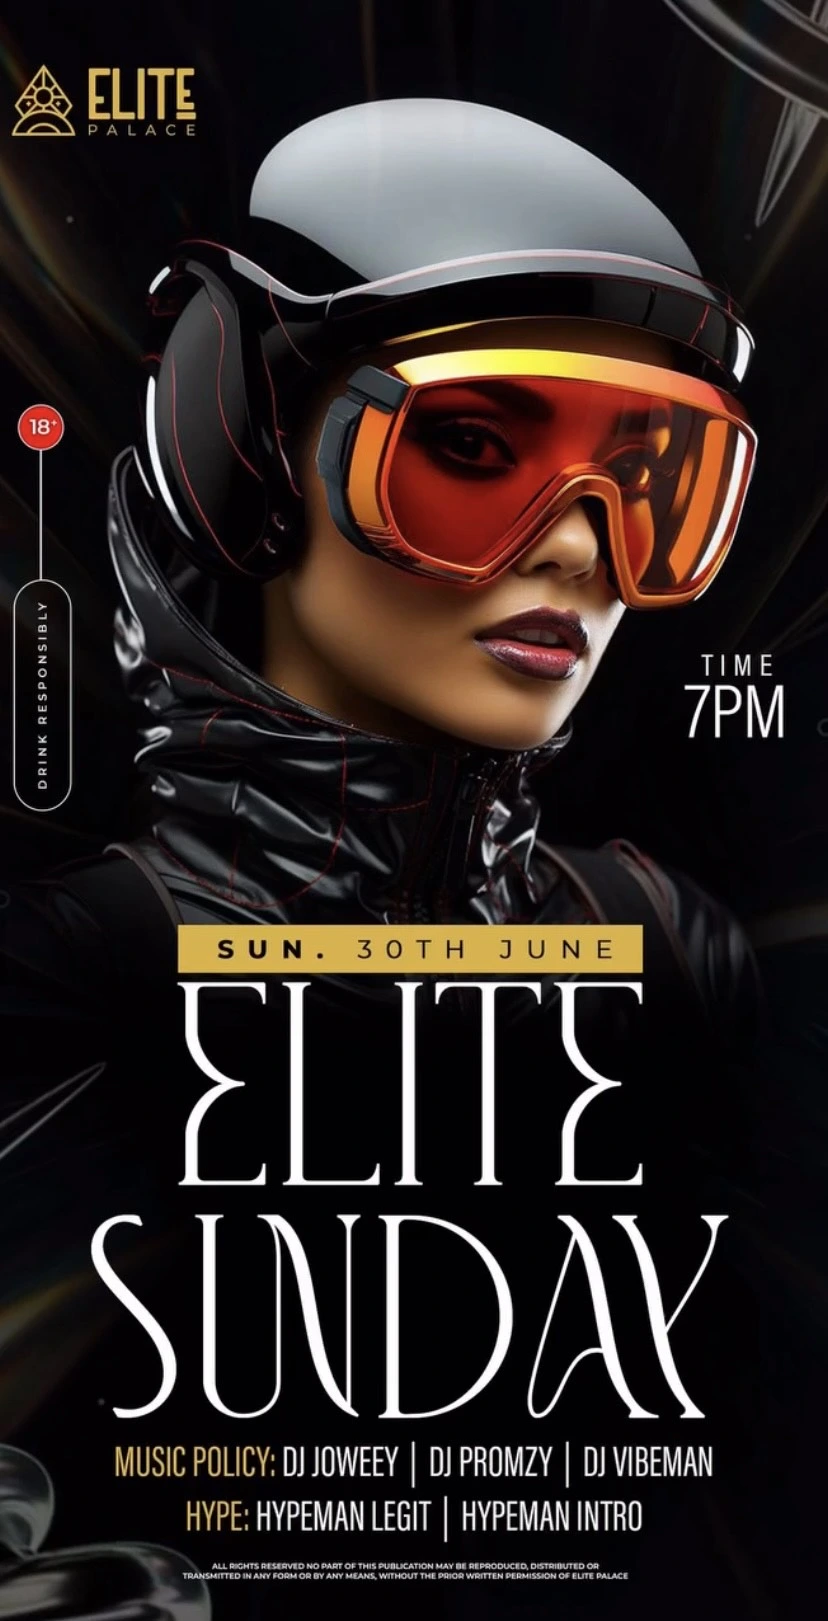 ELITE
PALACE
18+
DRINK RESPONSIBLY
TIME
7PM
SUN. 30TH JUNE
ELITE
SUNDAY
MUSIC POLICY: DJ JOWEEY | DJ PROMZY | DJ VIBEMAN
HYPE: HYPEMAN LEGIT | HYPEMAN INTRO
ALL RIGHTS RESERVED NO PART OF THIS PUBLICATION MAY BE REPRODUCED, DISTRIBUTED OR
TRANSMITTED IN ANY FORM OR BY ANY MEANS, WITHOUT THE PRIOR WRITTEN PERMISSION OF ELITE PALACE